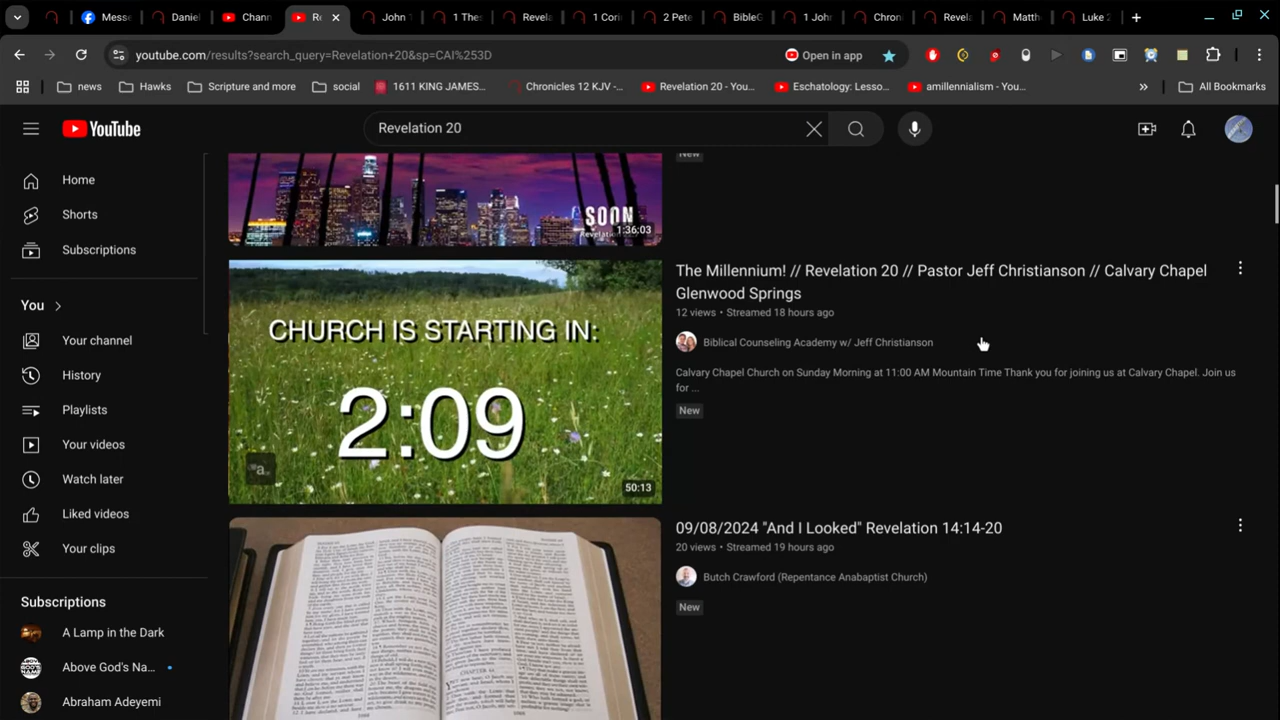 Messe
Daniel
Chann
Re
John 1
1 Thes
Revela
1 Corin
2 Pete
BibleG
1 John
Chroni
Revela
Matth
Luke 2
youtube.com/results?search_query=Revelation+20&sp=CAI%253D
Open in app
news
Hawks
Scripture and more
social
1611 KING JAMES...
Chronicles 12 KJV -...
Revelation 20 - You...
Eschatology: Lesso...
amillennialism - You...
All Bookmarks
YouTube
Revelation 20
Home
Shorts
Subscriptions
You
Your channel
History
Playlists
Your videos
Watch later
Liked videos
Your clips
Subscriptions
A Lamp in the Dark
Above God's Na...
Abraham Adeyemi
New
SOON
1:36:03
CHURCH IS STARTING IN:
2:09
a
50:13
The Millennium! // Revelation 20 // Pastor Jeff Christianson // Calvary Chapel
Glenwood Springs
12 views • Streamed 18 hours ago
Biblical Counseling Academy w/ Jeff Christianson
Calvary Chapel Church on Sunday Morning at 11:00 AM Mountain Time Thank you for joining us at Calvary Chapel. Join us
for ...
New
09/08/2024 "And I Looked" Revelation 14:14-20
20 views • Streamed 19 hours ago
Butch Crawford (Repentance Anabaptist Church)
New